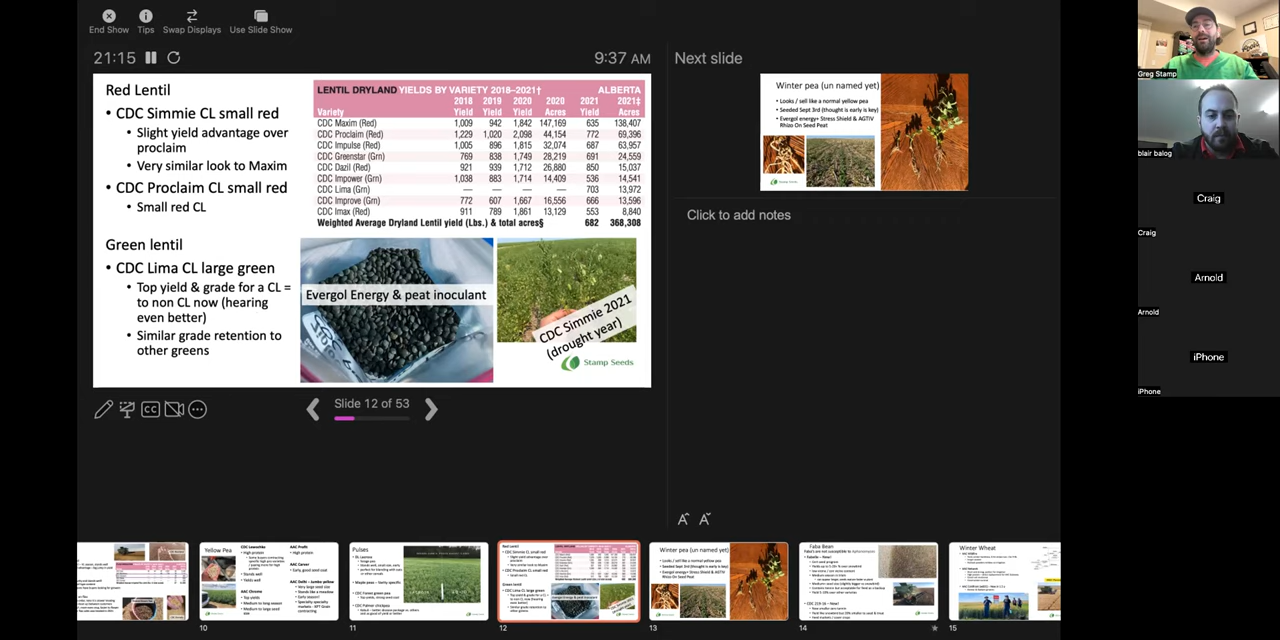 End Show
Tips
Swap Displays
Use Slide Show
21:15
9:37 AM
Red Lentil
• CDC Simmie CL small red
• Slight yield advantage over
proclaim
• Very similar look to Maxim
• CDC Proclaim CL small red
• Small red CL
Green lentil
• CDC Lima CL large green
• Top yield & grade for a CL =
to non CL now (hearing
even better)
• Similar grade retention to
other greens
LENTIL DRYLAND YIELDS BY VARIETY 2018–2021† ALBERTA
2018 2019 2020 2020 2021 2021‡
Variety Yield Yield Yield Acres Yield Acres
CDC Maxim (Red) 1,009 942 1,842 147,169 635 138,407
CDC Proclaim (Red) 1,229 1,020 2,098 44,154 772 69,396
CDC Impulse (Red) 1,005 896 1,815 32,074 687 63,957
CDC Greenstar (Grn) 769 838 1,749 28,219 691 24,559
CDC Dazil (Red) 921 939 1,712 26,880 850 15,037
CDC Impower (Grn) 1,038 883 1,714 14,409 536 14,541
CDC Lima (Grn) — — — — 703 13,972
CDC Improve (Grn) 772 607 1,667 16,556 666 13,596
CDC Imax (Red) 911 789 1,861 13,129 553 8,840
Weighted Average Dryland Lentil yield (Lbs.) & total acres§ 682 368,308
Evergol Energy & peat inoculant
CDC Simmie 2021
(drought year)
Stamp Seeds
Slide 12 of 53
Next slide
Winter pea (un named yet)
• Looks / sell like a normal yellow pea
• Seeded Sept 3rd (thought is early is key)
• Evergol energy+ Stress Shield & AGTIV
Rhizo On Seed Peat
Click to add notes
Greg Stamp
blair balog
Craig
Craig
Arnold
Arnold
iPhone
iPhone
Yellow Pea
Pulses
Red Lentil
Green lentil
Winter pea (un named yet)
Faba Bean
Winter Wheat
10
11
12
13
14
15